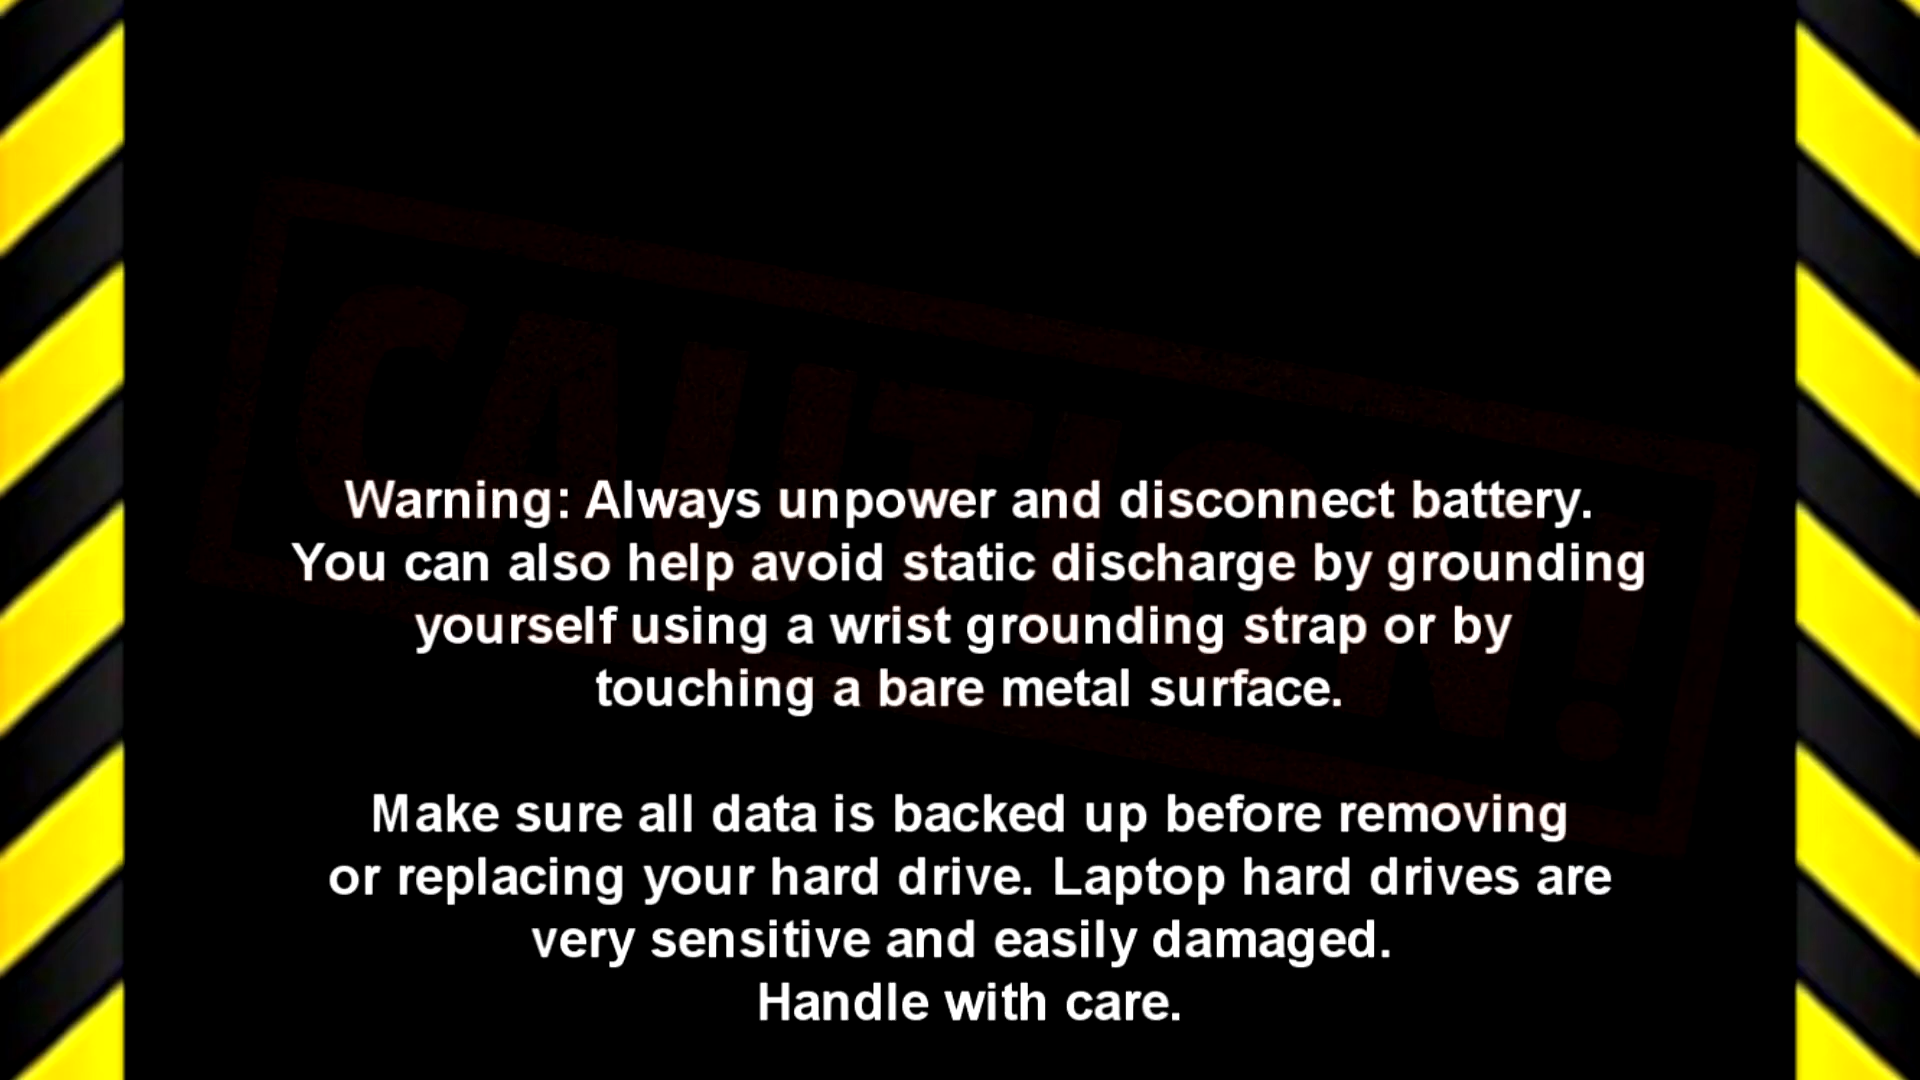 CAUTION!
Warning: Always unpower and disconnect battery.
You can also help avoid static discharge by grounding
yourself using a wrist grounding strap or by
touching a bare metal surface.
Make sure all data is backed up before removing
or replacing your hard drive. Laptop hard drives are
very sensitive and easily damaged.
Handle with care.